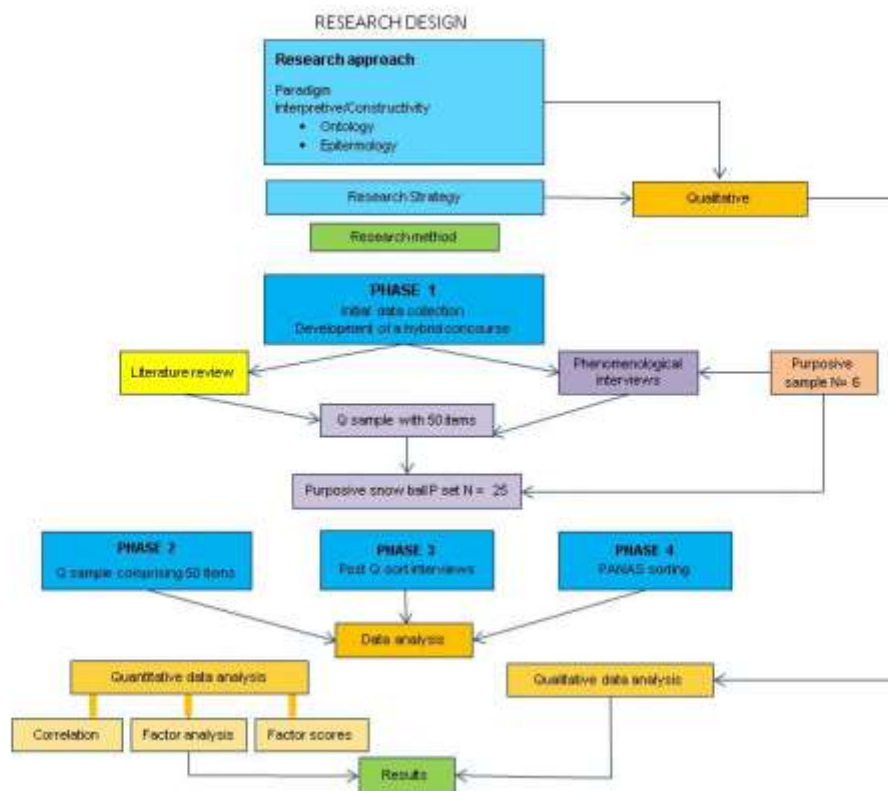 RESEARCH DESIGN
Research approach
Paradigm
Interpretive/Constructivity
• Ontology
• Epitermology
Research Strategy
Qualitative
Research method
PHASE 1
Initial data collection
Development of a hybrid concourse
Literature review
Phenomenological
interviews
Purposive
sample N= 6
Q sample with 50 items
Purposive snow ball P set N = 25
PHASE 2
Q sample comprising 50 items
PHASE 3
Post Q sort interviews
PHASE 4
PANAS sorting
Data analysis
Quantitative data analysis
Qualitative data analysis
Correlation
Factor analysis
Factor scores
Results